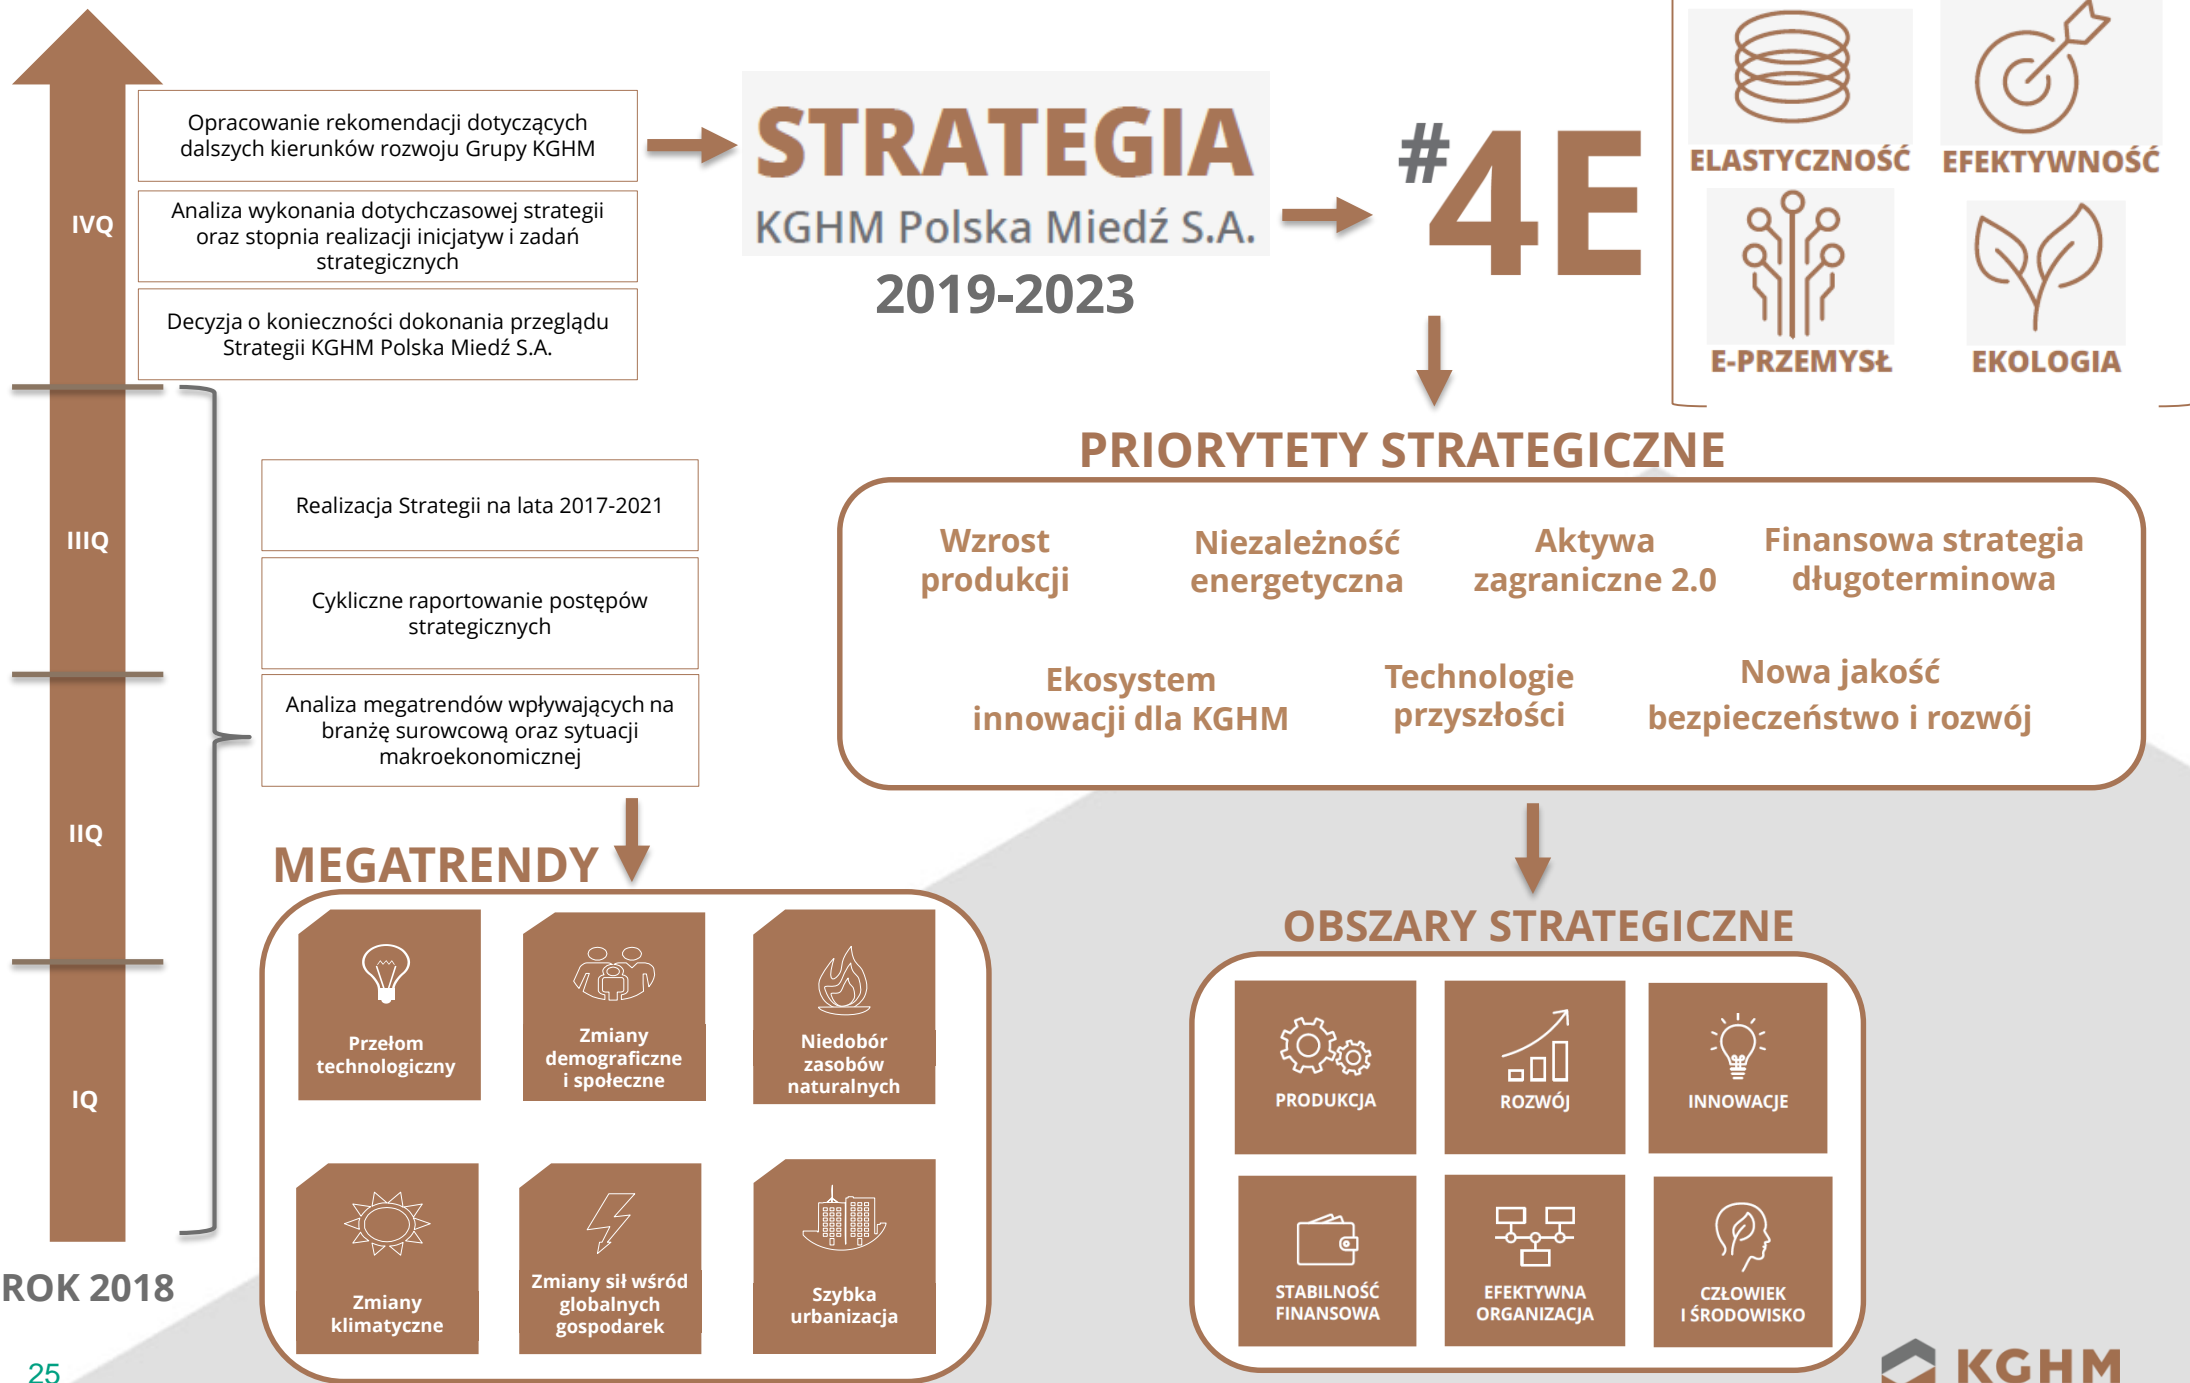 IVQ
IIIQ
IIQ
IQ
ROK 2018
Opracowanie rekomendacji dotyczących
dalszych kierunków rozwoju Grupy KGHM
Analiza wykonania dotychczasowej strategii
oraz stopnia realizacji inicjatyw i zadań
strategicznych
Decyzja o konieczności dokonania przeglądu
Strategii KGHM Polska Miedź S.A.
STRATEGIA
KGHM Polska Miedź S.A.
2019-2023
#4E
ELASTYCZNOŚĆ
EFEKTYWNOŚĆ
E-PRZEMYSŁ
EKOLOGIA
Realizacja Strategii na lata 2017-2021
Cykliczne raportowanie postępów
strategicznych
Analiza megatrendów wpływających na
branżę surowcową oraz sytuacji
makroekonomicznej
PRIORYTETY STRATEGICZNE
Wzrost
produkcji
Niezależność
energetyczna
Aktywa
zagraniczne 2.0
Finansowa strategia
długoterminowa
Ekosystem
innowacji dla KGHM
Technologie
przyszłości
Nowa jakość
bezpieczeństwo i rozwój
MEGATRENDY
Przełom
technologiczny
Zmiany
demograficzne
i społeczne
Niedobór
zasobów
naturalnych
Zmiany
klimatyczne
Zmiany sił wśród
globalnych
gospodarek
Szybka
urbanizacja
OBSZARY STRATEGICZNE
PRODUKCJA
ROZWÓJ
INNOWACJE
STABILNOŚĆ
FINANSOWA
EFEKTYWNA
ORGANIZACJA
CZŁOWIEK
I ŚRODOWISKO
25
KGHM